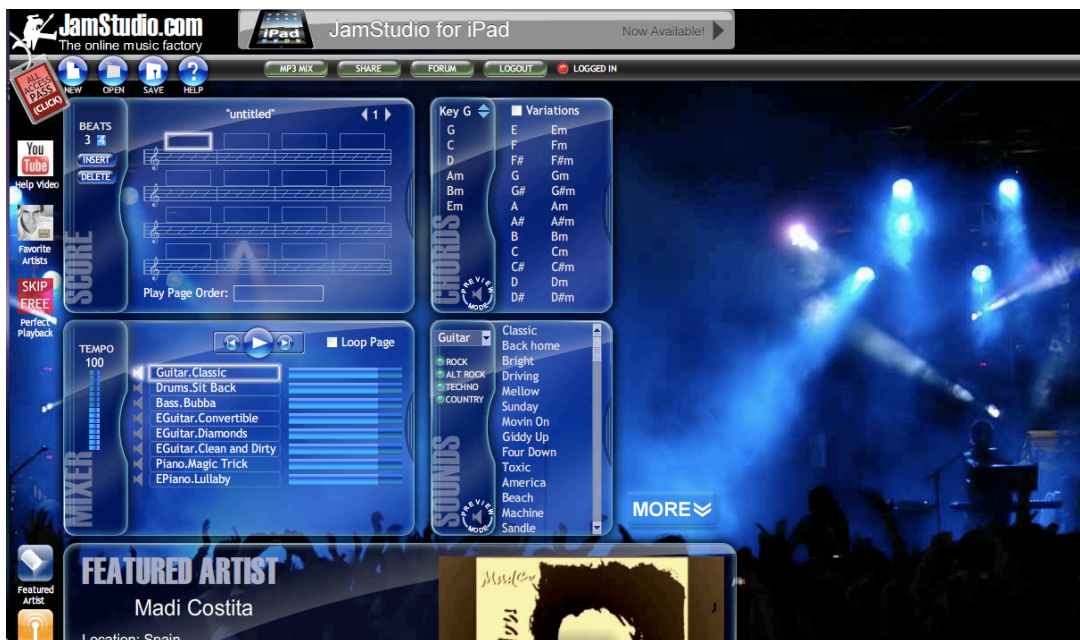 JamStudio.com
The online music factory
iPad
JamStudio for iPad
Now Available!
ALL
ACCESS
PASS
(CLICK)
NEW
OPEN
SAVE
HELP
MP3 MIX
SHARE
FORUM
LOGOUT
LOGGED IN
You
Tube
Help Video
Favorite
Artists
SKIP
FREE
Perfect
Playback
BEATS
3 4
INSERT
DELETE
SCORE
"untitled"
1
Play Page Order:
Key G
Variations
G
C
D
Am
Bm
Em
E Em
F Fm
F# F#m
G Gm
G# G#m
A Am
A# A#m
B Bm
C Cm
C# C#m
D Dm
D# D#m
CHORDS
PREVIEW
MODE
TEMPO
100
MIXER
Loop Page
Guitar.Classic
Drums.Sit Back
Bass.Bubba
EGuitar.Convertible
EGuitar.Diamonds
EGuitar.Clean and Dirty
Piano.Magic Trick
EPiano.Lullaby
Guitar
ROCK
ALT ROCK
TECHNO
COUNTRY
SOUNDS
PREVIEW
MODE
Classic
Back home
Bright
Driving
Mellow
Sunday
Movin On
Giddy Up
Four Down
Toxic
America
Beach
Machine
Sandle
MORE
Featured
Artist
FEATURED ARTIST
Madi Costita
Location: Spain